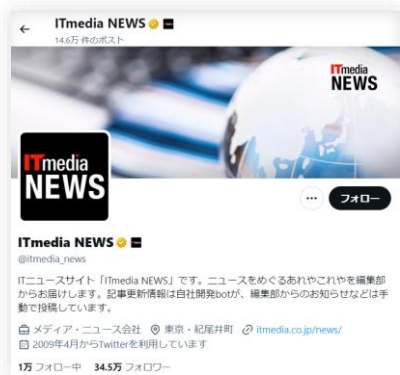 ITmedia NEWS
14.6万 件のポスト
ITmedia
NEWS
ITmedia
NEWS
フォロー
ITmedia NEWS
@itmedia_news
ITニュースサイト「ITmedia NEWS」です。ニュースをめぐるあれやこれやを編集部
からお届けします。記事更新情報は自社開発botが、編集部からのお知らせなどは手
動で投稿しています。
メディア・ニュース会社 東京・紀尾井町 itmedia.co.jp/news/
2009年4月からTwitterを利用しています
1万 フォロー中 34.5万 フォロワー